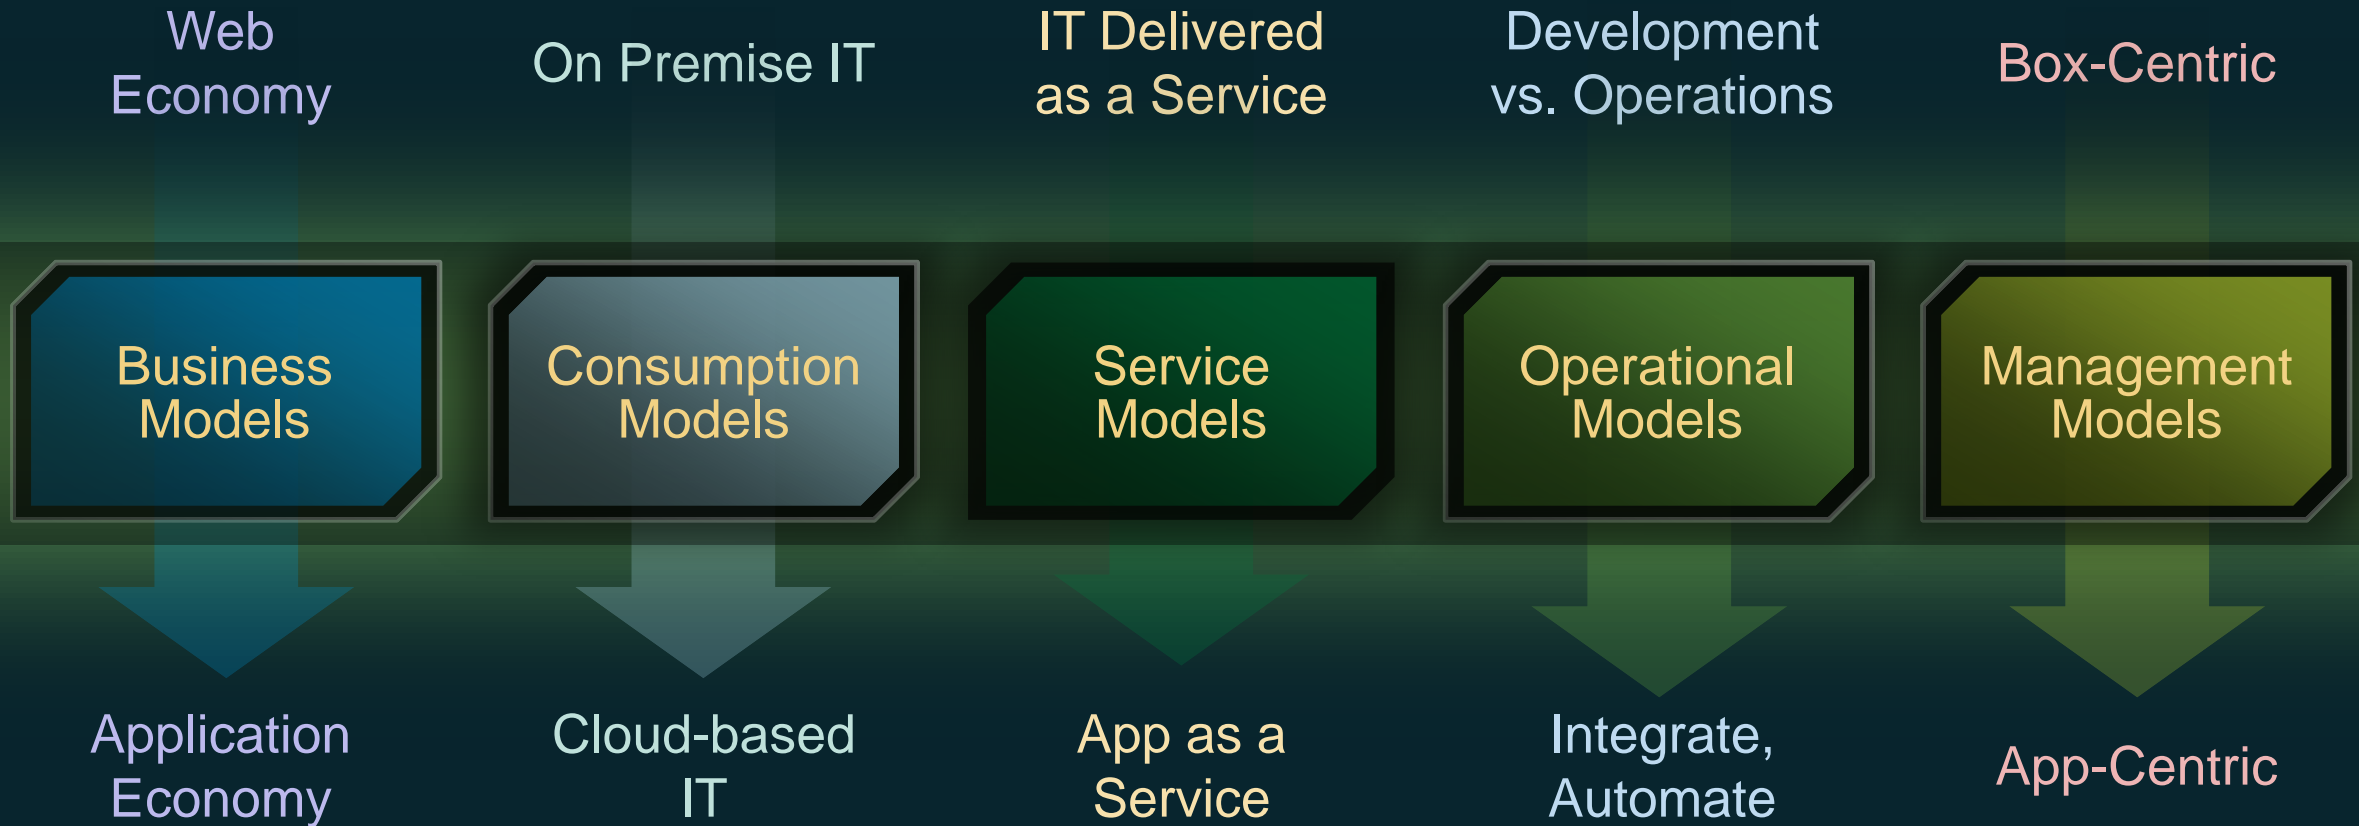 Web
Economy
On Premise IT
IT Delivered
as a Service
Development
vs. Operations
Box-Centric
Business
Models
Consumption
Models
Service
Models
Operational
Models
Management
Models
Application
Economy
Cloud-based
IT
App as a
Service
Integrate,
Automate
App-Centric